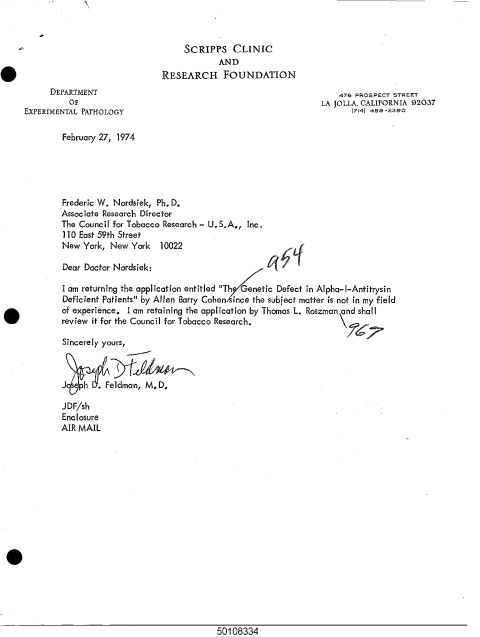 SCRIPPS CLINIC
AND
RESEARCH FOUNDATION
DEPARTMENT
OF
EXPERIMENTAL PATHOLOGY
476 PROSPECT STREET
LA JOLLA, CALIFORNIA 92037
(714) 459-2390
February 27, 1974
Frederic W. Nordsiek, Ph.D.
Associate Research Director
The Council for Tobacco Research - U.S.A., Inc.
110 East 59th Street
New York, New York 10022
954
Dear Doctor Nordsiek:
I am returning the application entitled "The Genetic Defect in Alpha-1-Antitrysin
Deficient Patients" by Allen Barry Cohen since the subject matter is not in my field
of experience. I am retaining the application by Thomas L. Roszman and shall
review it for the Council for Tobacco Research.
967
Sincerely yours,
Joseph D Feldman
Joseph D. Feldman, M.D.
JDF/sh
Enclosure
AIR MAIL
50108334